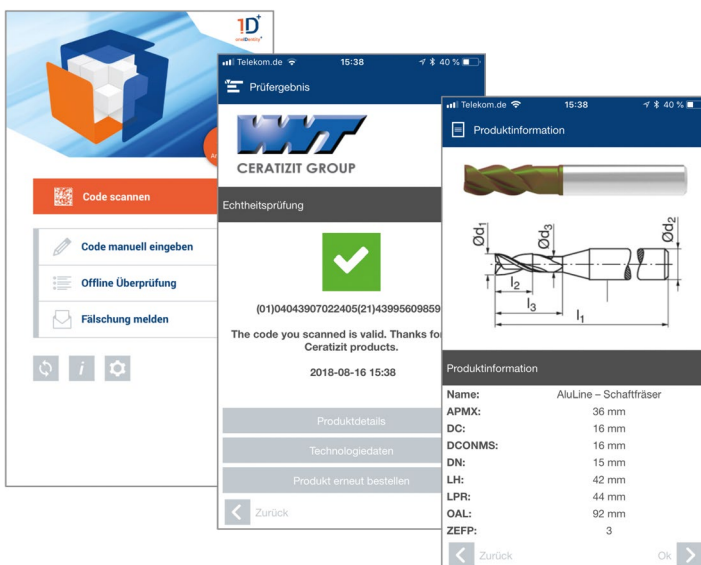 1D+
oneIDentity+
Code scannen
Code manuell eingeben
Offline Überprüfung
Fälschung melden
Telekom.de 15:38 40 %
Prüfergebnis
WNT
CERATIZIT GROUP
Echtheitsprüfung
(01)04043907022405(21)43995609859
The code you scanned is valid. Thanks
Ceratizit products.
2018-08-16 15:38
Produktdetails
Technologiedaten
Produkt erneut bestellen
Zurück
Telekom.de 15:38 40 %
Produktinformation
Ød1
Ød3
Ød2
l2
l3
l1
Produktinformation
Name: AluLine – Schaftfräser
APMX: 36 mm
DC: 16 mm
DCONMS: 16 mm
DN: 15 mm
LH: 42 mm
LPR: 44 mm
OAL: 92 mm
ZEFP: 3
Zurück Ok